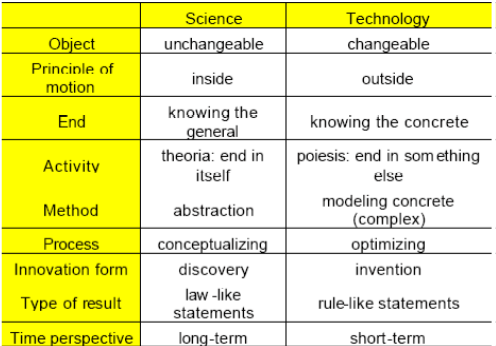 Science Technology
Object unchangeable changeable
Principle of
motion inside outside
End knowing the
general knowing the concrete
Activity theoria: end in
itself poiesis: end in som ething
else
Method abstraction modeling concrete
(complex)
Process conceptualizing optimizing
Innovation form discovery invention
Type of result law -like
statements rule-like statements
Time perspective long-term short-term